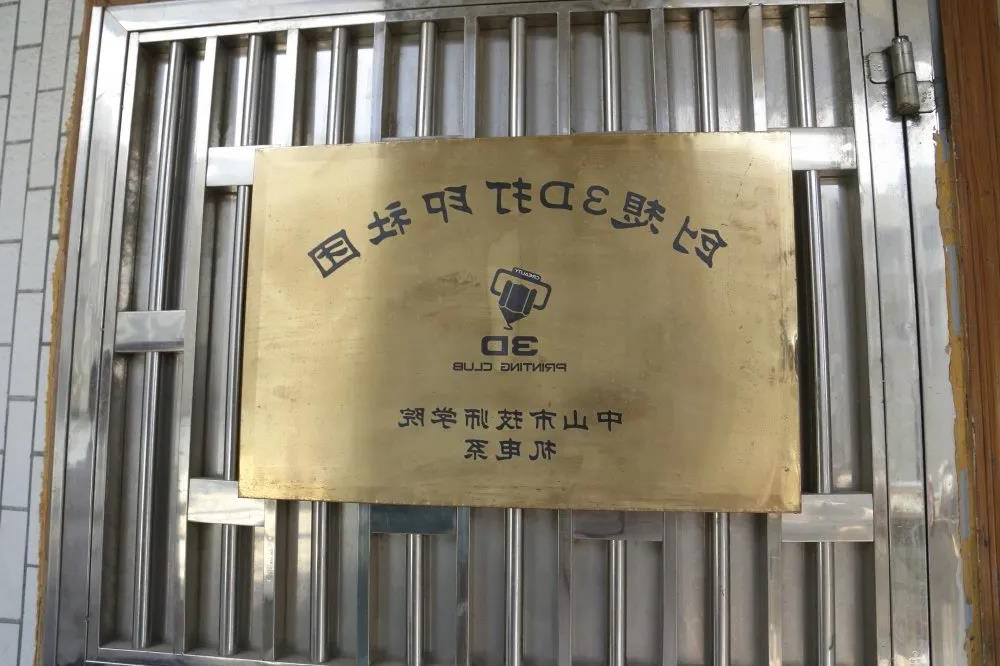 创想3D打印社团
CREALITY
3D
PRINTING CLUB
中山市技师学院
机电系